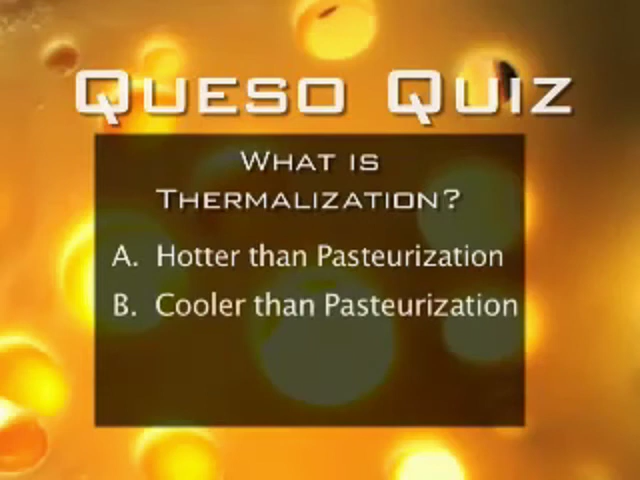 Queso Quiz
What is
Thermalization?
A. Hotter than Pasteurization
B. Cooler than Pasteurization